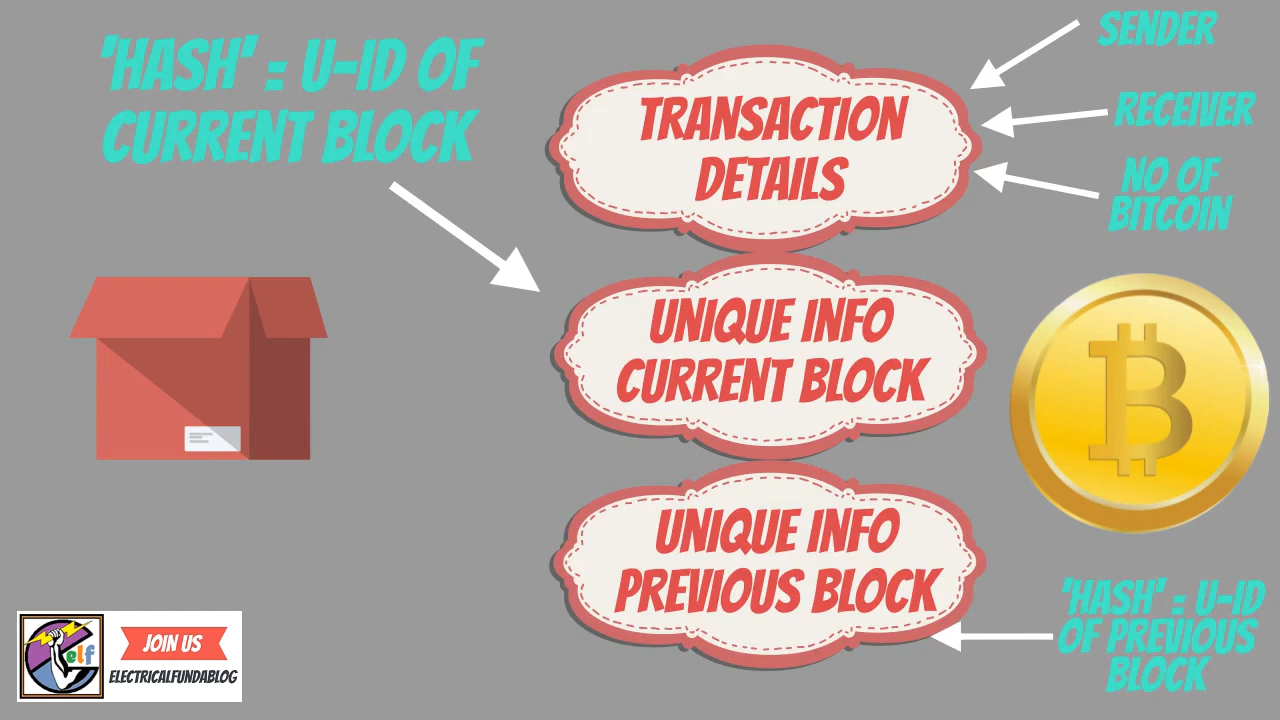 'HASH' = U-ID OF
CURRENT BLOCK
TRANSACTION
DETAILS
SENDER
RECEIVER
NO OF
BITCOIN
UNIQUE INFO
CURRENT BLOCK
UNIQUE INFO
PREVIOUS BLOCK
'HASH' = U-ID
OF PREVIOUS
BLOCK
elf
JOIN US
ELECTRICALFUNDABLOG